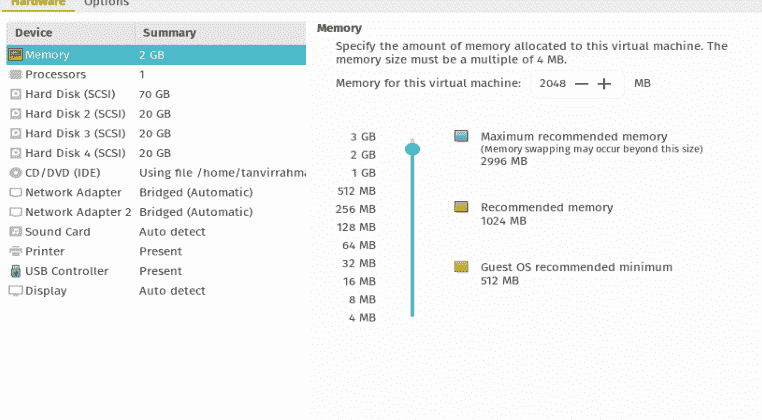 Hardware Options
Device Summary
Memory 2 GB
Processors 1
Hard Disk (SCSI) 70 GB
Hard Disk 2 (SCSI) 20 GB
Hard Disk 3 (SCSI) 20 GB
Hard Disk 4 (SCSI) 20 GB
CD/DVD (IDE) Using file /home/tanvirrahma
Network Adapter Bridged (Automatic)
Network Adapter 2 Bridged (Automatic)
Sound Card Auto detect
Printer Present
USB Controller Present
Display Auto detect
Memory
Specify the amount of memory allocated to this virtual machine. The
memory size must be a multiple of 4 MB.
Memory for this virtual machine: 2048 — + MB
3 GB
2 GB
1 GB
512 MB
256 MB
128 MB
64 MB
32 MB
16 MB
8 MB
4 MB
Maximum recommended memory
(Memory swapping may occur beyond this size)
2996 MB
Recommended memory
1024 MB
Guest OS recommended minimum
512 MB